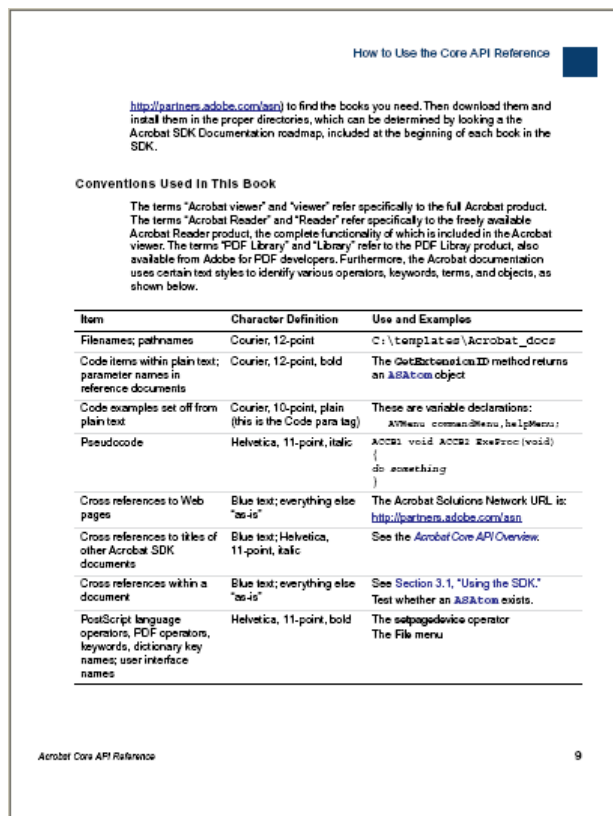 How to Use the Core API Reference
http://partners.adobe.com/asn) to find the books you need. Then download them and
install them in the proper directories, which can be determined by looking a the
Acrobat SDK Documentation roadmap, included at the beginning of each book in the
SDK.
Conventions Used In This Book
The terms “Acrobat viewer” and “viewer” refer specifically to the full Acrobat product.
The terms “Acrobat Reader” and “Reader” refer specifically to the freely available
Acrobat Reader product, the complete functionality of which is included in the Acrobat
viewer. The terms “PDF Library” and “Library” refer to the PDF Libray product, also
available from Adobe for PDF developers. Furthermore, the Acrobat documentation
uses certain text styles to identify various operators, keywords, terms, and objects, as
shown below.
Item Character Definition Use and Examples
Filenames; pathnames Courier, 12-point C:\templates\Acrobat_docs
Code items within plain text; Courier, 12-point, bold The GetExtensionID method returns
parameter names in an ASAtom object
reference documents
Code examples set off from Courier, 10-point, plain These are variable declarations:
plain text (this is the Code para tag) AVMenu commandMenu,helpMenu;
Pseudocode Helvetica, 11-point, italic ACCB1 void ACCB2 ExeProc(void)
{
do something
}
Cross references to Web Blue text; everything else The Acrobat Solutions Network URL is:
pages “as-is” http://partners.adobe.com/asn
Cross references to titles of Blue text; Helvetica, See the Acrobat Core API Overview.
other Acrobat SDK 11-point, italic
documents
Cross references within a Blue text; everything else See Section 3.1, “Using the SDK.”
document “as-is” Test whether an ASAtom exists.
PostScript language Helvetica, 11-point, bold The setpagedevice operator
operators, PDF operators, The File menu
keywords, dictionary key
names; user interface
names
Acrobat Core API Reference 9